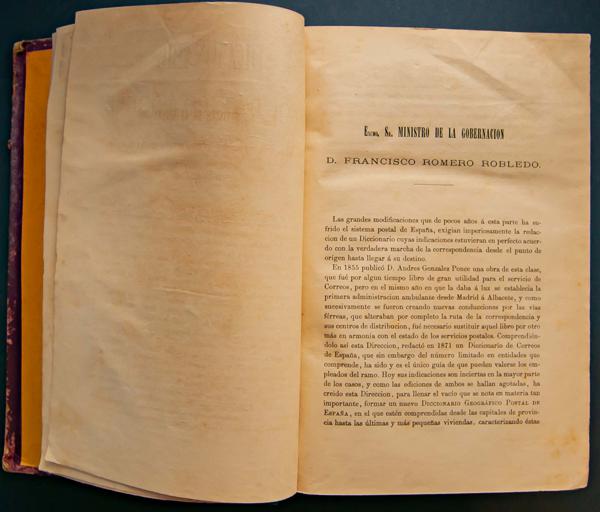 Excmo. Sr. MINISTRO DE LA GOBERNACION
D. FRANCISCO ROMERO ROBLEDO.
Las grandes modificaciones que de pocos años á esta parte ha su-
frido el sistema postal de España, exigian imperiosamente la redac-
cion de un Diccionario cuyas indicaciones estuvieran en perfecto acuer-
do con la verdadera marcha de la correspondencia desde el punto de
origen hasta llegar á su destino.
En 1855 publicó D. Andres Gonzalez Ponce una obra de esta clase,
que fué por algun tiempo libro de gran utilidad para el servicio de
Correos, pero en el mismo año en que la daba á luz se establecia la
primera administracion ambulante desde Madrid á Albacete, y como
sucesivamente se fueron creando nuevas conducciones por las vias
férreas, que alteraban por completo la ruta de la correspondencia y
sus centros de distribucion, fué necesario sustituir aquel libro por otro
más en armonía con el estado de los servicios postales. Comprendién-
dolo así esta Direccion, redactó en 1871 un Diccionario de Correos
de España, que sin embargo del número limitado en entidades que
comprende, ha sido y es el único guia de que pueden valerse los em-
pleados del ramo. Hoy sus indicaciones son inciertas en la mayor parte
de los casos, y como las ediciones de ambos se hallan agotadas, ha
creido esta Direccion, para llenar el vacío que se nota en materia tan
importante, formar un nuevo DICCIONARIO GEOGRÁFICO POSTAL DE
ESPAÑA, en el que estén comprendidas desde las capitales de provin-
cia hasta las últimas y más pequeñas viviendas, caracterizando éstas